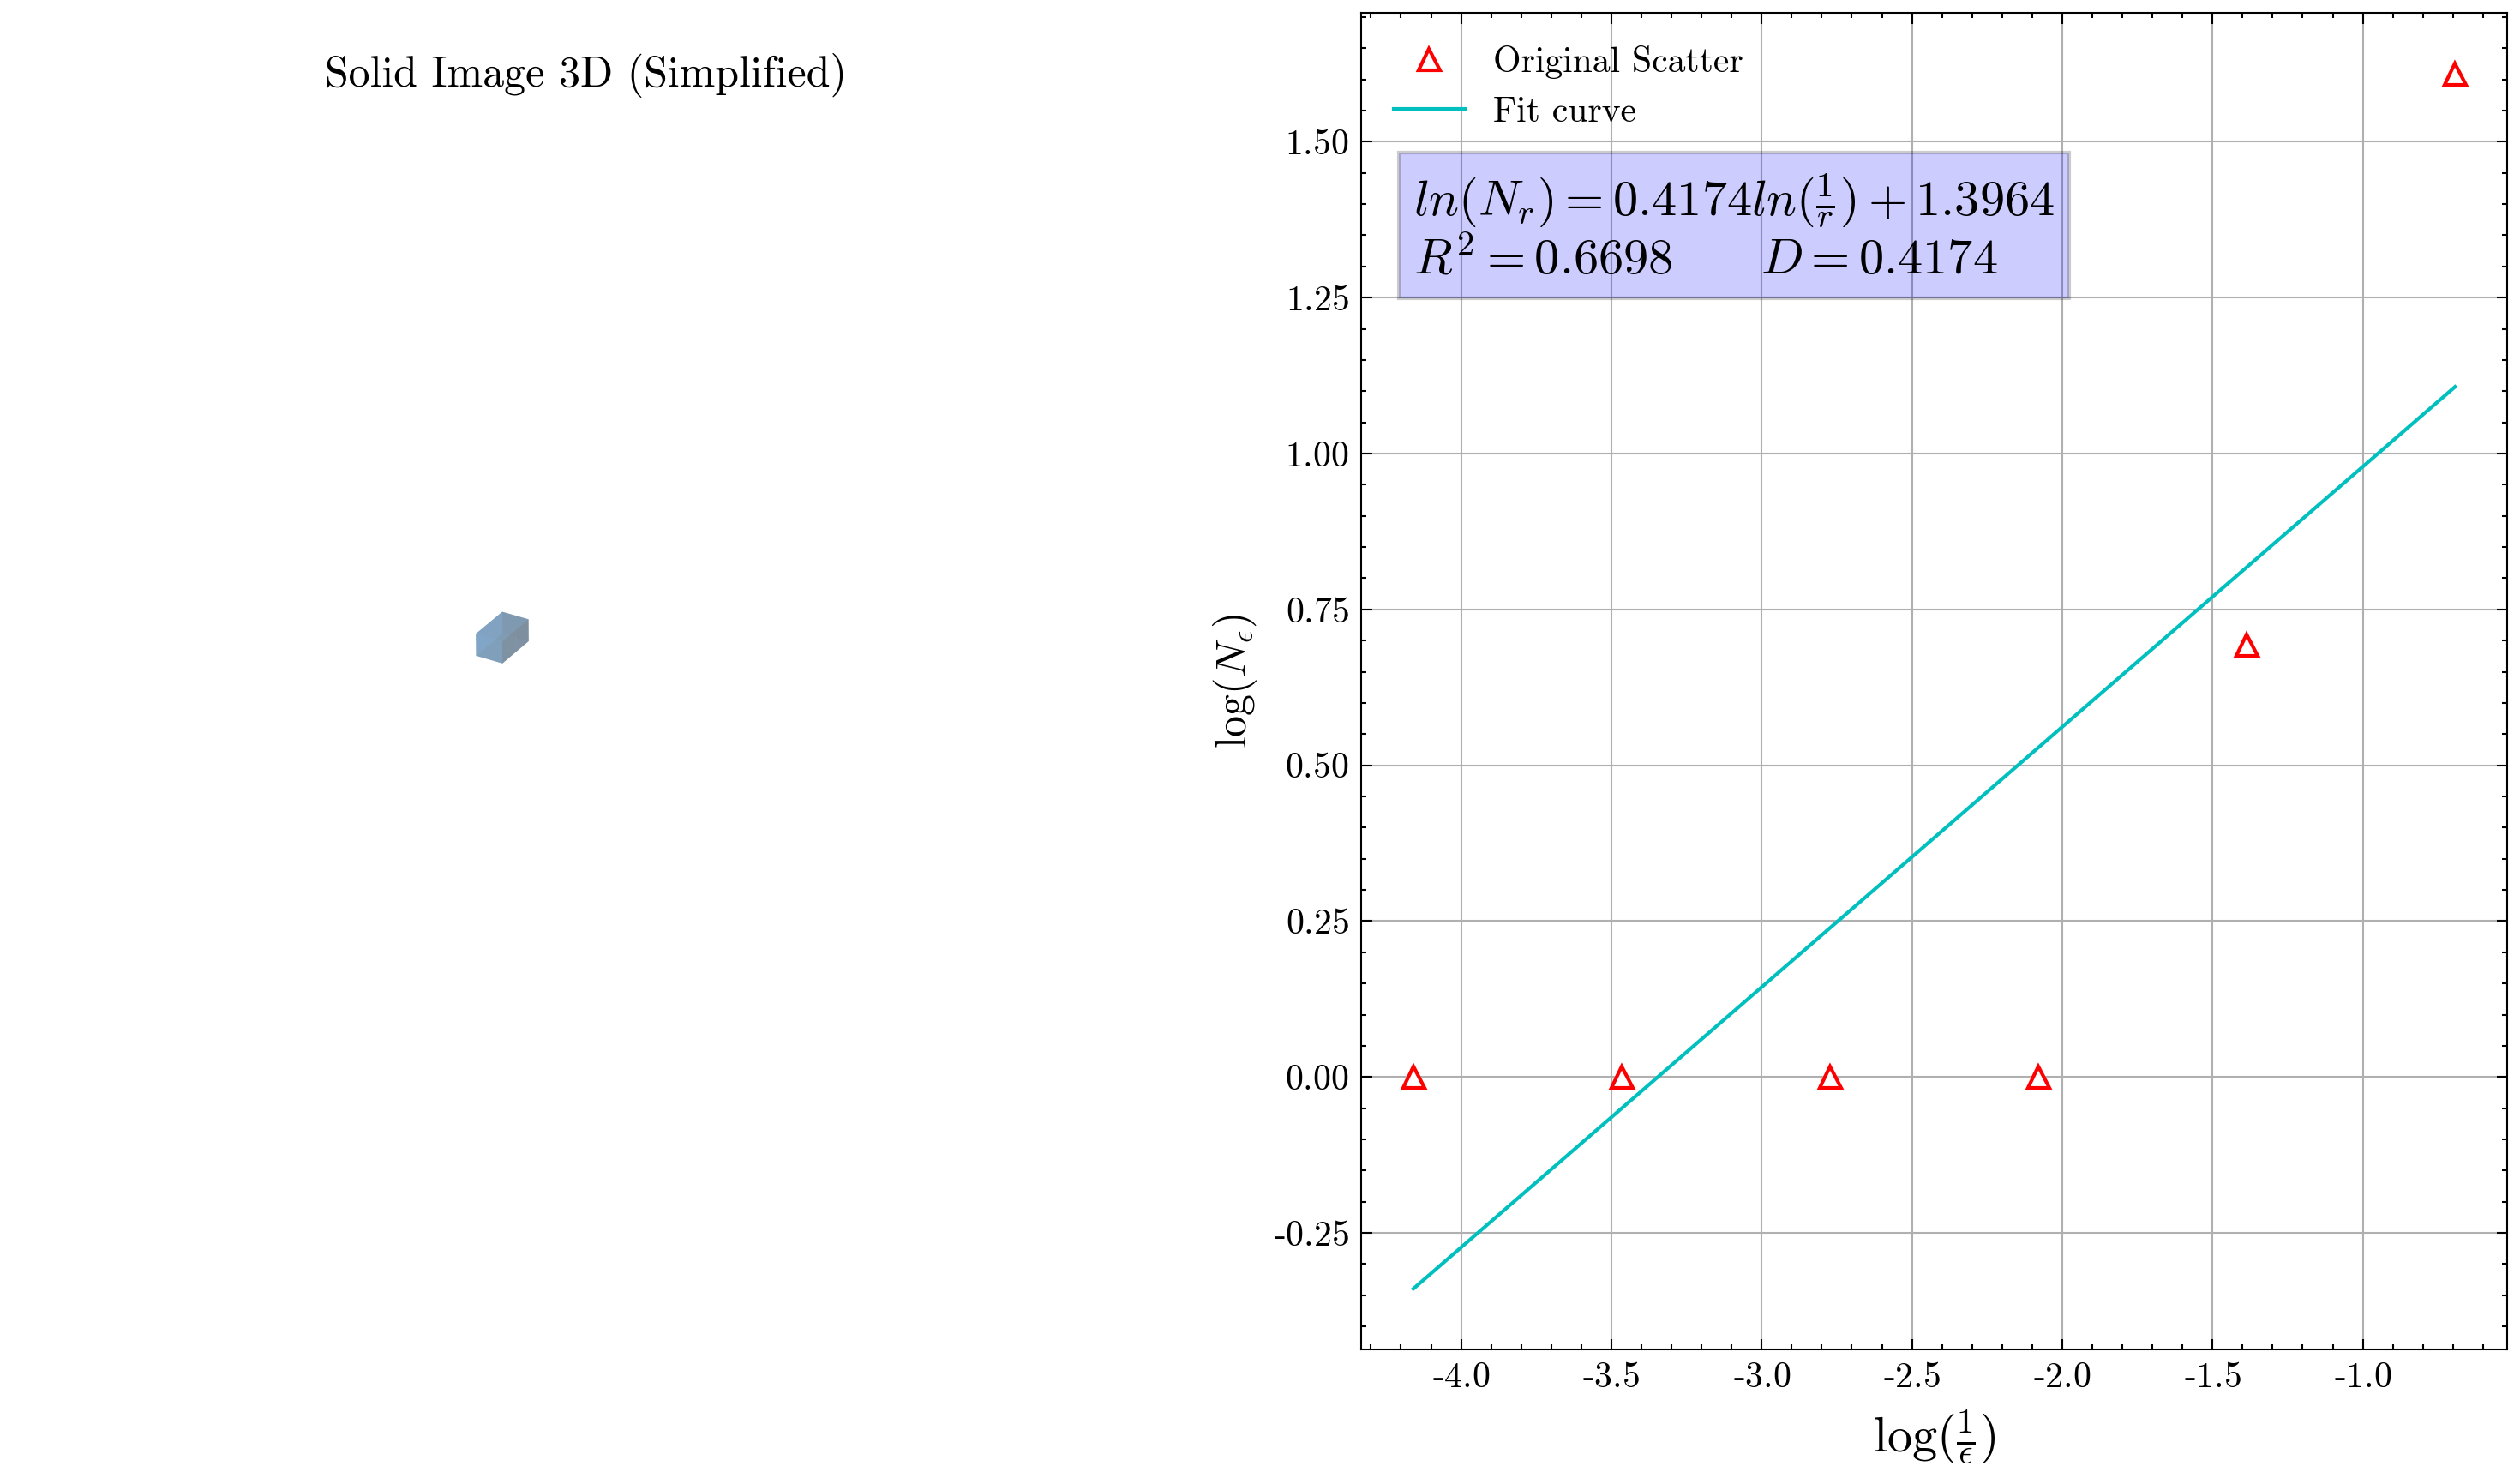 Solid Image 3D (Simplified)
Original Scatter
Fit curve
ln(N_r) = 0.4174ln(\frac{1}{r}) + 1.3964
R^2 = 0.6698 D = 0.4174
1.50
1.25
1.00
0.75
0.50
0.25
0.00
-0.25
log(N_ϵ)
-4.0 -3.5 -3.0 -2.5 -2.0 -1.5 -1.0
log(\frac{1}{ϵ})